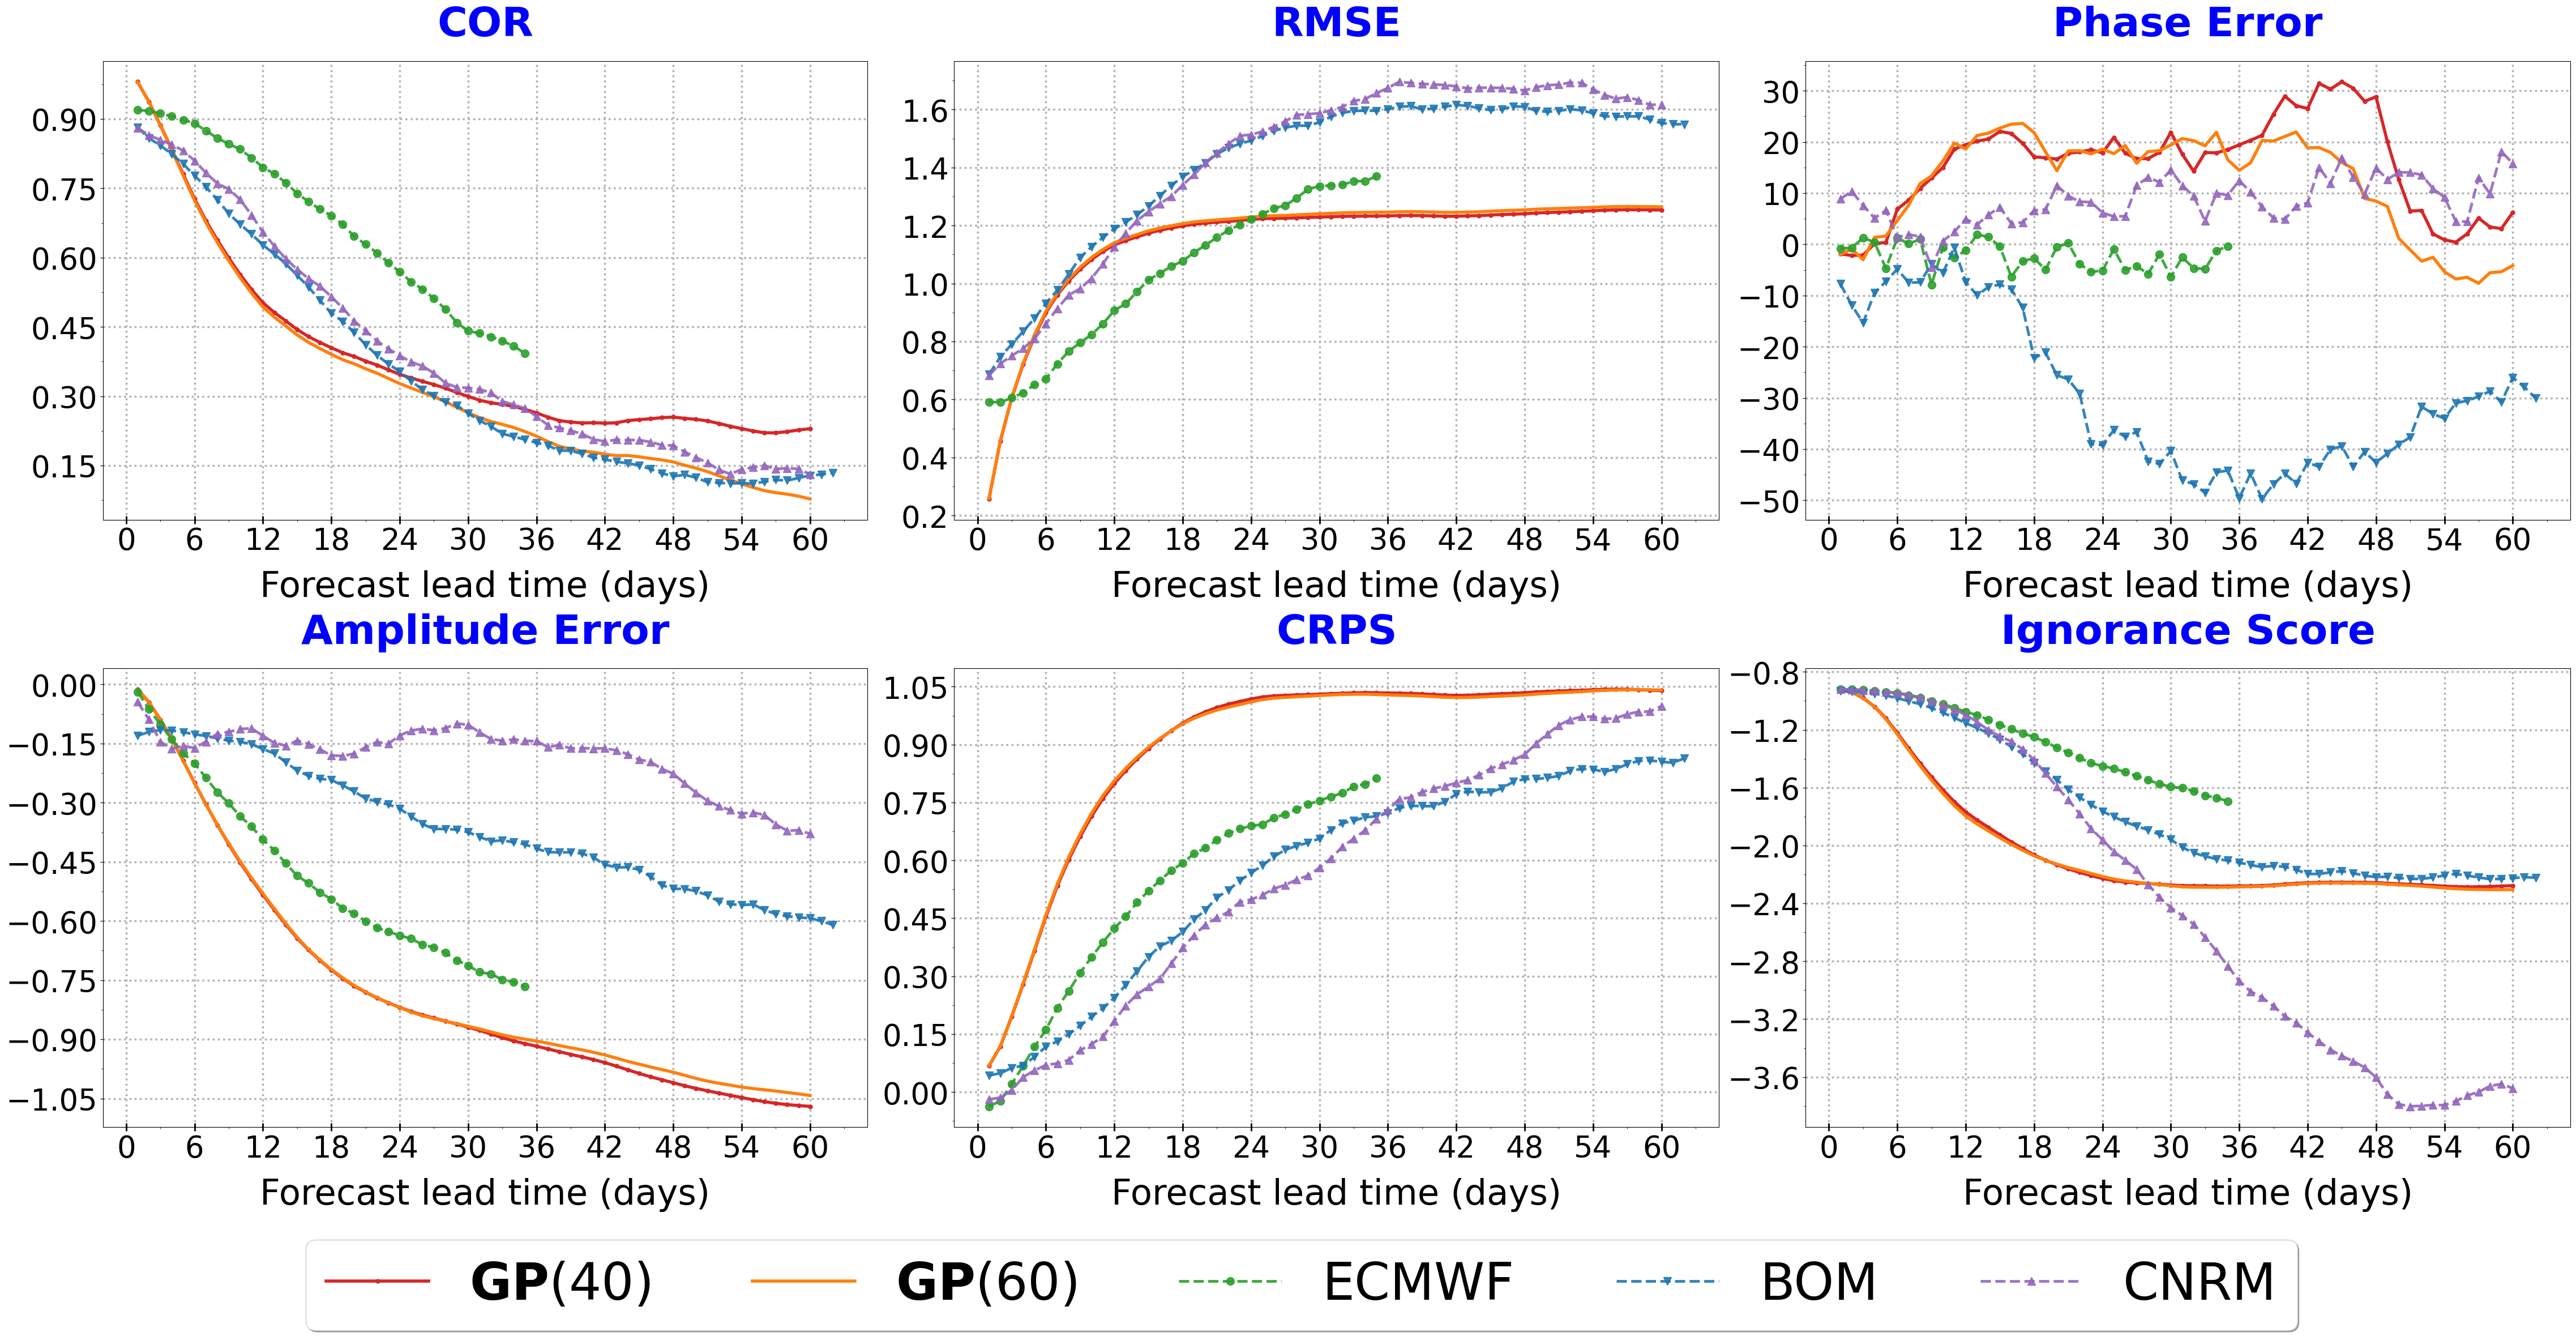 COR
0.90
0.75
0.60
0.45
0.30
0.15
0 6 12 18 24 30 36 42 48 54 60
Forecast lead time (days)
RMSE
1.6
1.4
1.2
1.0
0.8
0.6
0.4
0.2
0 6 12 18 24 30 36 42 48 54 60
Forecast lead time (days)
Phase Error
30
20
10
0
−10
−20
−30
−40
−50
0 6 12 18 24 30 36 42 48 54 60
Forecast lead time (days)
Amplitude Error
0.00
−0.15
−0.30
−0.45
−0.60
−0.75
−0.90
−1.05
0 6 12 18 24 30 36 42 48 54 60
Forecast lead time (days)
CRPS
1.05
0.90
0.75
0.60
0.45
0.30
0.15
0.00
0 6 12 18 24 30 36 42 48 54 60
Forecast lead time (days)
Ignorance Score
−0.8
−1.2
−1.6
−2.0
−2.4
−2.8
−3.2
−3.6
0 6 12 18 24 30 36 42 48 54 60
Forecast lead time (days)
GP(40) GP(60) ECMWF BOM CNRM